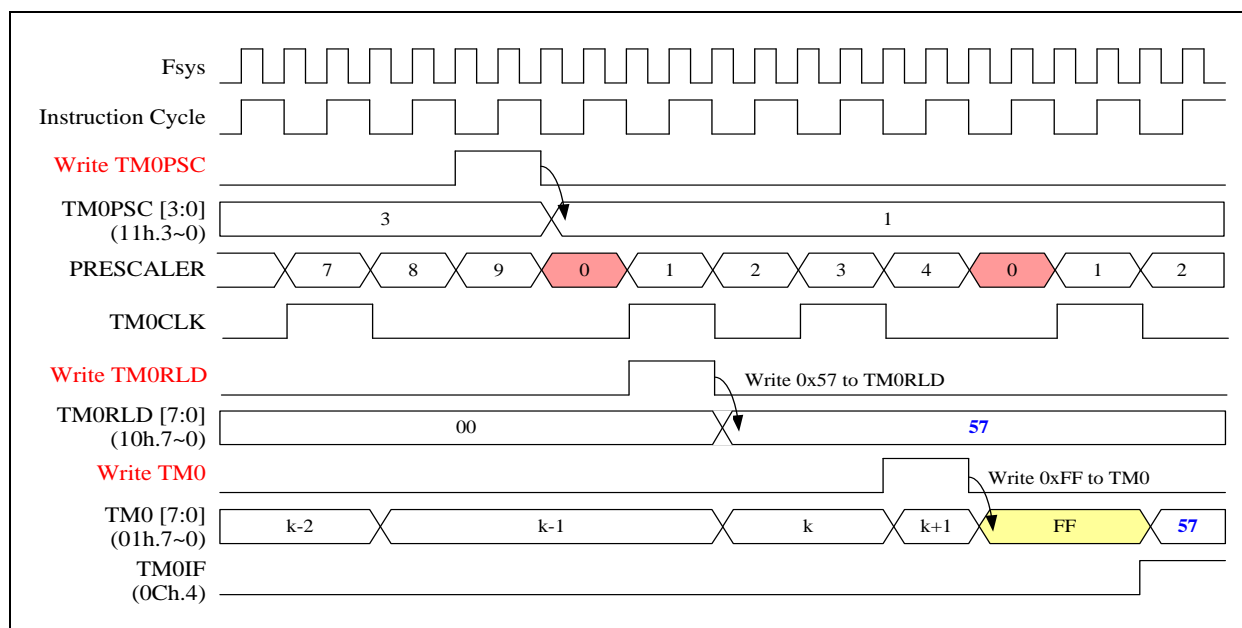 Fsys
Instruction Cycle
Write TM0PSC
TM0PSC [3:0]
(11h.3~0)
3 1
PRESCALER
7 8 9 0 1 2 3 4 0 1 2
TM0CLK
Write TM0RLD
Write 0x57 to TM0RLD
TM0RLD [7:0]
(10h.7~0)
00 57
Write TM0
Write 0xFF to TM0
TM0 [7:0]
(01h.7~0)
k-2 k-1 k k+1 FF 57
TM0IF
(0Ch.4)